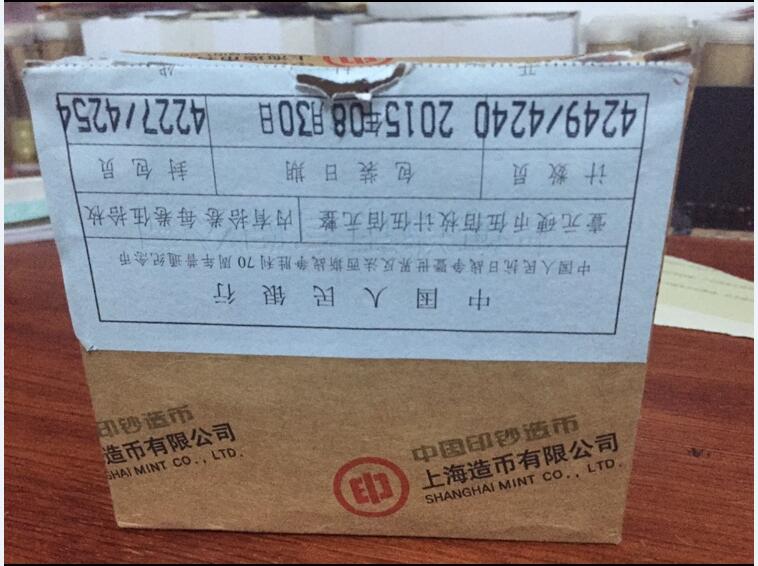 中国人民银行
中国人民抗日战争暨世界反法西斯战争胜利70周年普通纪念币
壹元硬币伍佰枚计伍佰元整 内有拾卷每卷伍拾枚
计数员 包装日期 封包员
4249/4240 2015年08月30日 4227/4254
印钞造币
造币有限公司
SHANGHAI MINT CO., LTD.
中国印钞造币
上海造币有限公司
SHANGHAI MINT CO., LTD.